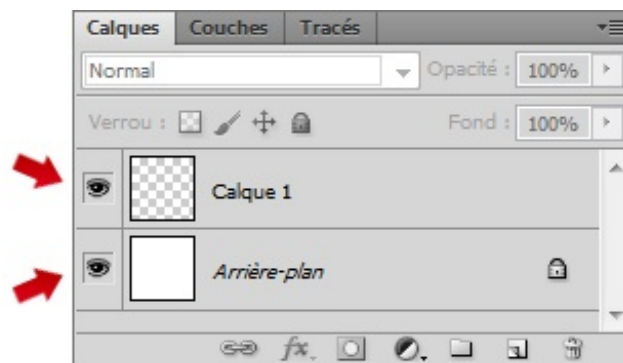 Calques Couches Tracés
Normal Opacité : 100%
Verrou : Fond : 100%
Calque 1
Arrière-plan
fx.